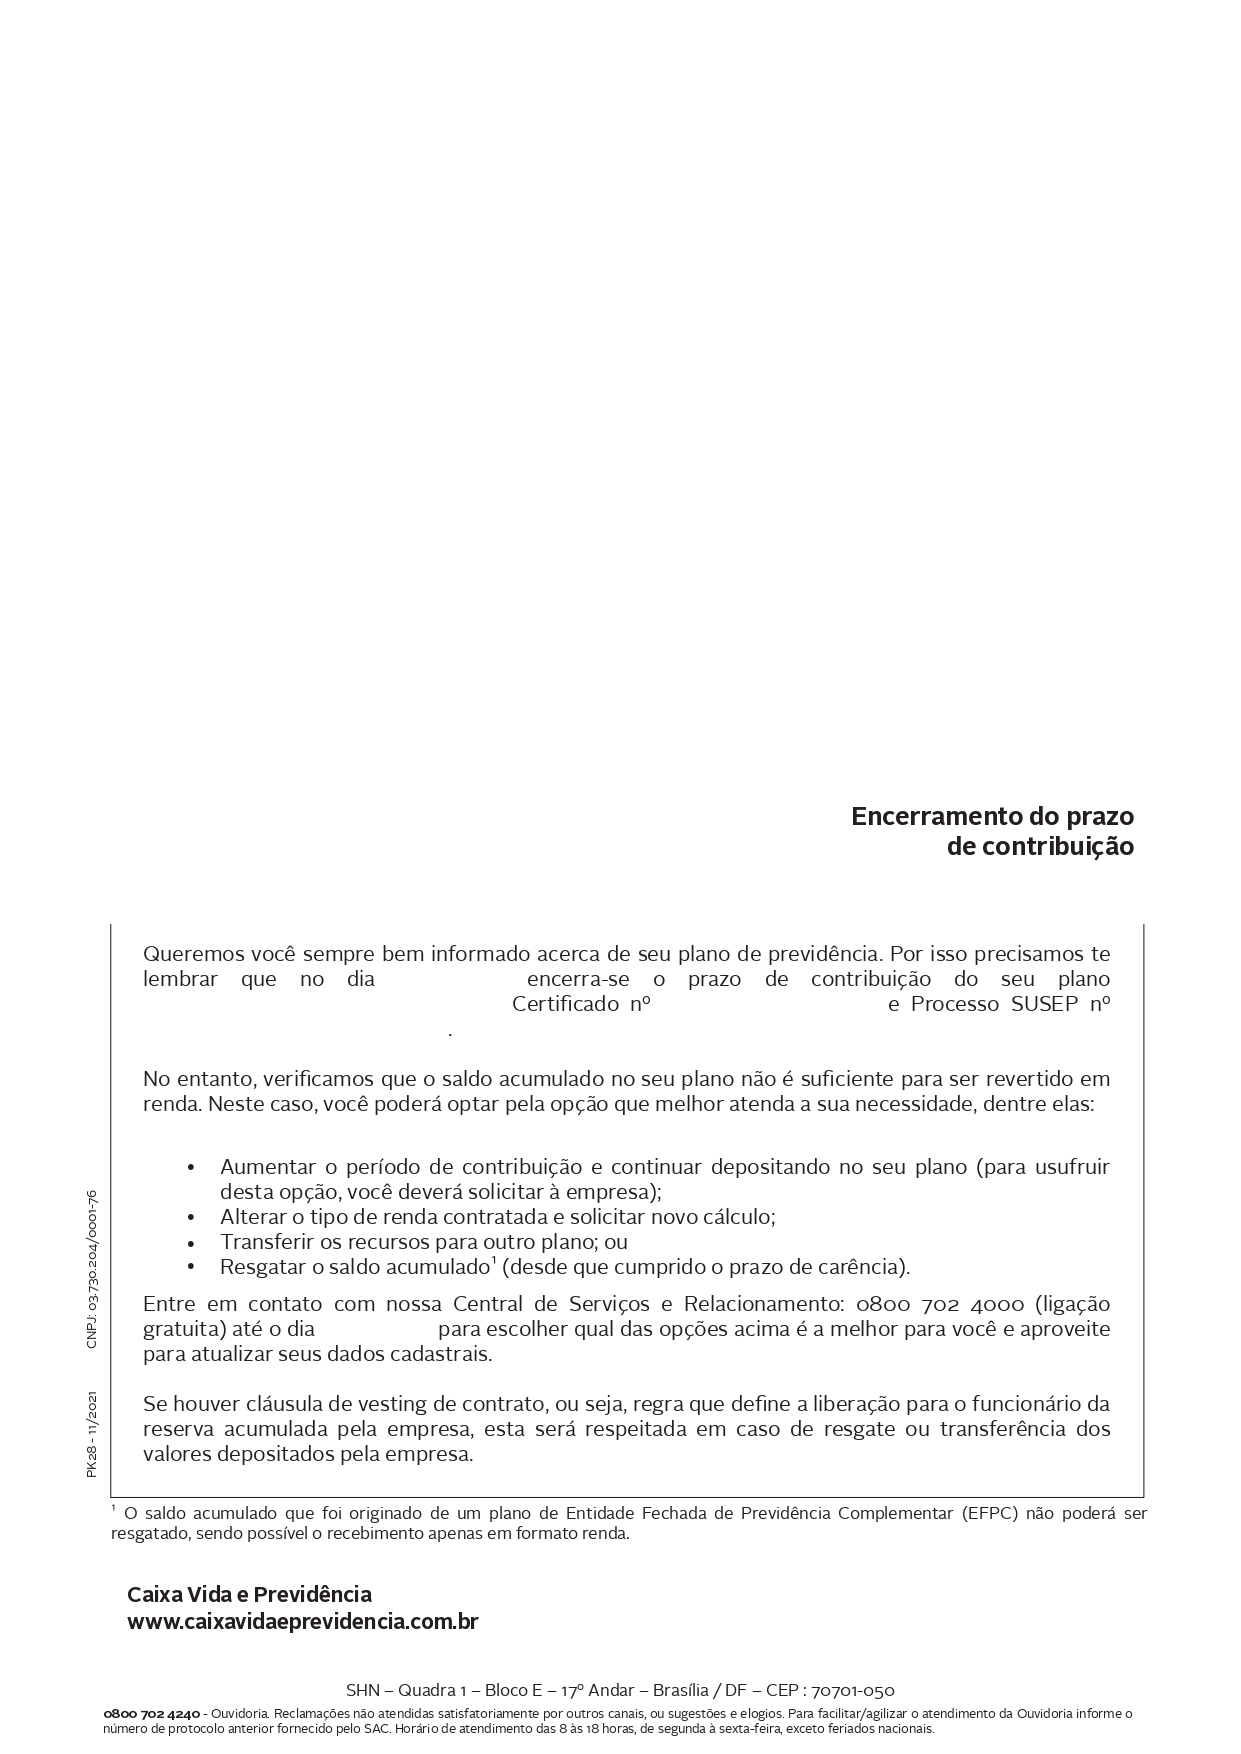 Encerramento do prazo
de contribuição
Queremos você sempre bem informado acerca de seu plano de previdência. Por isso precisamos te
lembrar que no dia encerra-se o prazo de contribuição do seu plano
Certificado nº e Processo SUSEP nº
.
No entanto, verificamos que o saldo acumulado no seu plano não é suficiente para ser revertido em
renda. Neste caso, você poderá optar pela opção que melhor atenda a sua necessidade, dentre elas:
• Aumentar o período de contribuição e continuar depositando no seu plano (para usufruir
desta opção, você deverá solicitar à empresa);
• Alterar o tipo de renda contratada e solicitar novo cálculo;
• Transferir os recursos para outro plano; ou
• Resgatar o saldo acumulado¹ (desde que cumprido o prazo de carência).
Entre em contato com nossa Central de Serviços e Relacionamento: 0800 702 4000 (ligação
gratuita) até o dia para escolher qual das opções acima é a melhor para você e aproveite
para atualizar seus dados cadastrais.
Se houver cláusula de vesting de contrato, ou seja, regra que define a liberação para o funcionário da
reserva acumulada pela empresa, esta será respeitada em caso de resgate ou transferência dos
valores depositados pela empresa.
PK28 - 11/2021 CNPJ: 03.730.204/0001-76
¹ O saldo acumulado que foi originado de um plano de Entidade Fechada de Previdência Complementar (EFPC) não poderá ser
resgatado, sendo possível o recebimento apenas em formato renda.
Caixa Vida e Previdência
www.caixavidaeprevidencia.com.br
SHN – Quadra 1 – Bloco E – 17º Andar – Brasília / DF – CEP : 70701-050
0800 702 4240 - Ouvidoria. Reclamações não atendidas satisfatoriamente por outros canais, ou sugestões e elogios. Para facilitar/agilizar o atendimento da Ouvidoria informe o
número de protocolo anterior fornecido pelo SAC. Horário de atendimento das 8 às 18 horas, de segunda à sexta-feira, exceto feriados nacionais.